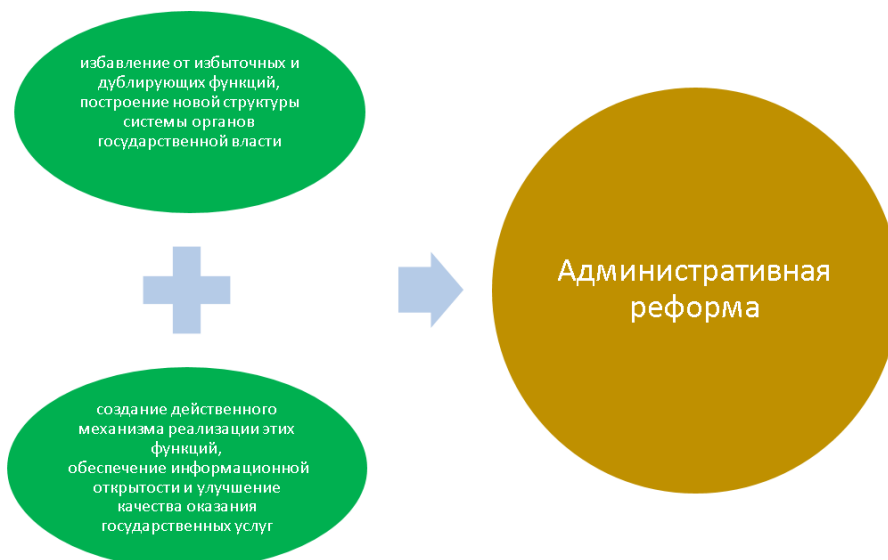 избавление от избыточных и
дублирующих функций,
построение новой структуры
системы органов
государственной власти
создание действенного
механизма реализации этих
функций,
обеспечение информационной
открытости и улучшение
качества оказания
государственных услуг
Административная
реформа